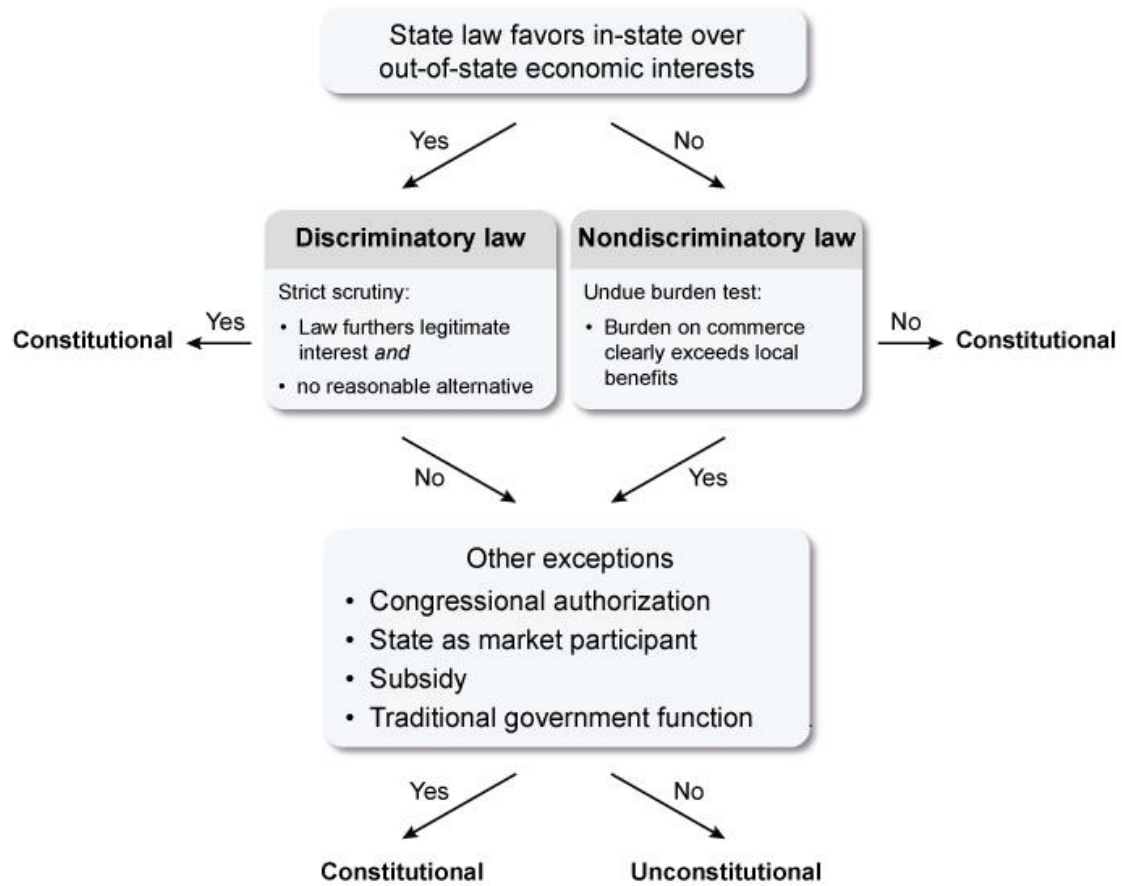 State law favors in-state over
out-of-state economic interests
Yes
No
Discriminatory law
Strict scrutiny:
• Law furthers legitimate
interest and
• no reasonable alternative
Nondiscriminatory law
Undue burden test:
• Burden on commerce
clearly exceeds local
benefits
Yes
Constitutional
No
Constitutional
No
Yes
Other exceptions
• Congressional authorization
• State as market participant
• Subsidy
• Traditional government function
Yes
No
Constitutional
Unconstitutional